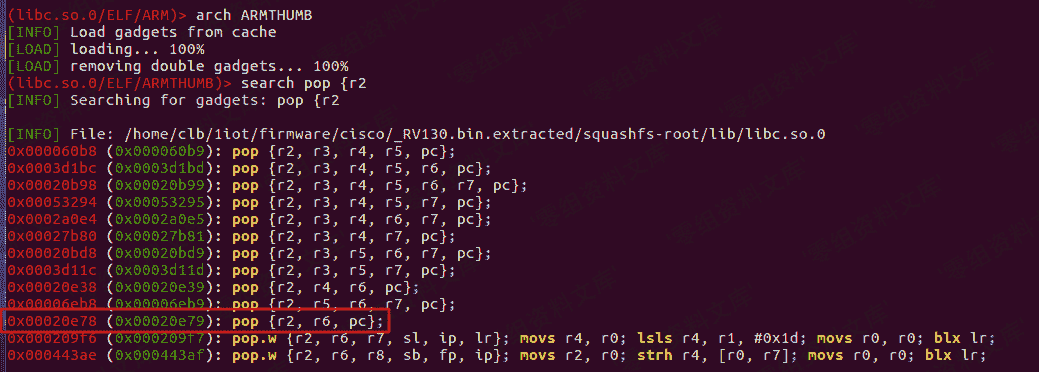 (libc.so.0/ELF/ARM)> arch ARMTHUMB
[INFO] Load gadgets from cache
[LOAD] loading... 100%
[LOAD] removing double gadgets... 100%
(libc.so.0/ELF/ARMTHUMB)> search pop {r2
[INFO] Searching for gadgets: pop {r2
[INFO] File: /home/clb/1iot/firmware/cisco/_RV130.bin.extracted/squashfs-root/lib/libc.so.0
0x000060b8 (0x000060b9): pop {r2, r3, r4, r5, pc};
0x0003d1bc (0x0003d1bd): pop {r2, r3, r4, r5, r6, pc};
0x00020b98 (0x00020b99): pop {r2, r3, r4, r5, r6, r7, pc};
0x00053294 (0x00053295): pop {r2, r3, r4, r5, r7, pc};
0x0002a0e4 (0x0002a0e5): pop {r2, r3, r4, r6, r7, pc};
0x00027b80 (0x00027b81): pop {r2, r3, r4, r7, pc};
0x00020bd8 (0x00020bd9): pop {r2, r3, r5, r6, r7, pc};
0x0003d11c (0x0003d11d): pop {r2, r3, r5, r7, pc};
0x00020e38 (0x00020e39): pop {r2, r4, r6, pc};
0x00006eb8 (0x00006eb9): pop {r2, r5, r6, r7, pc};
0x00020e78 (0x00020e79): pop {r2, r6, pc};
0x000209f6 (0x000209f7): pop.w {r2, r6, r7, sl, ip, lr}; movs r4, r0; lsls r4, r1, #0x1d; movs r0, r0; blx lr;
0x000443ae (0x000443af): pop.w {r2, r6, r8, sb, fp, ip}; movs r2, r0; strh r4, [r0, r7]; movs r0, r0; blx lr;